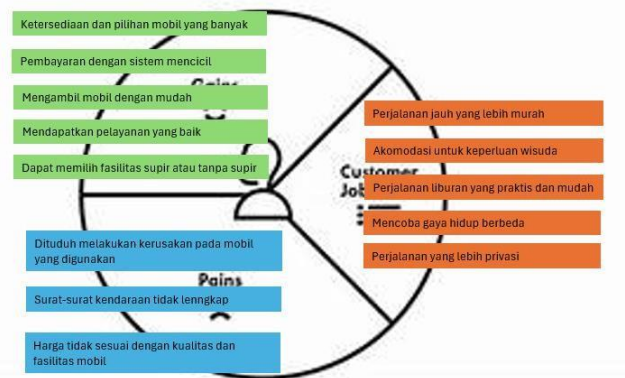 Ketersediaan dan pilihan mobil yang banyak
Pembayaran dengan sistem mencicil
Gains
Mengambil mobil dengan mudah
Mendapatkan pelayanan yang baik
Dapat memilih fasilitas supir atau tanpa supir
Perjalanan jauh yang lebih murah
Akomodasi untuk keperluan wisuda
Customer
Perjalanan liburan yang praktis dan mudah
Mencoba gaya hidup berbeda
Perjalanan yang lebih privasi
Dituduh melakukan kerusakan pada mobil
yang digunakan
Pains
Surat-surat kendaraan tidak lenngkap
Harga tidak sesuai dengan kualitas dan
fasilitas mobil